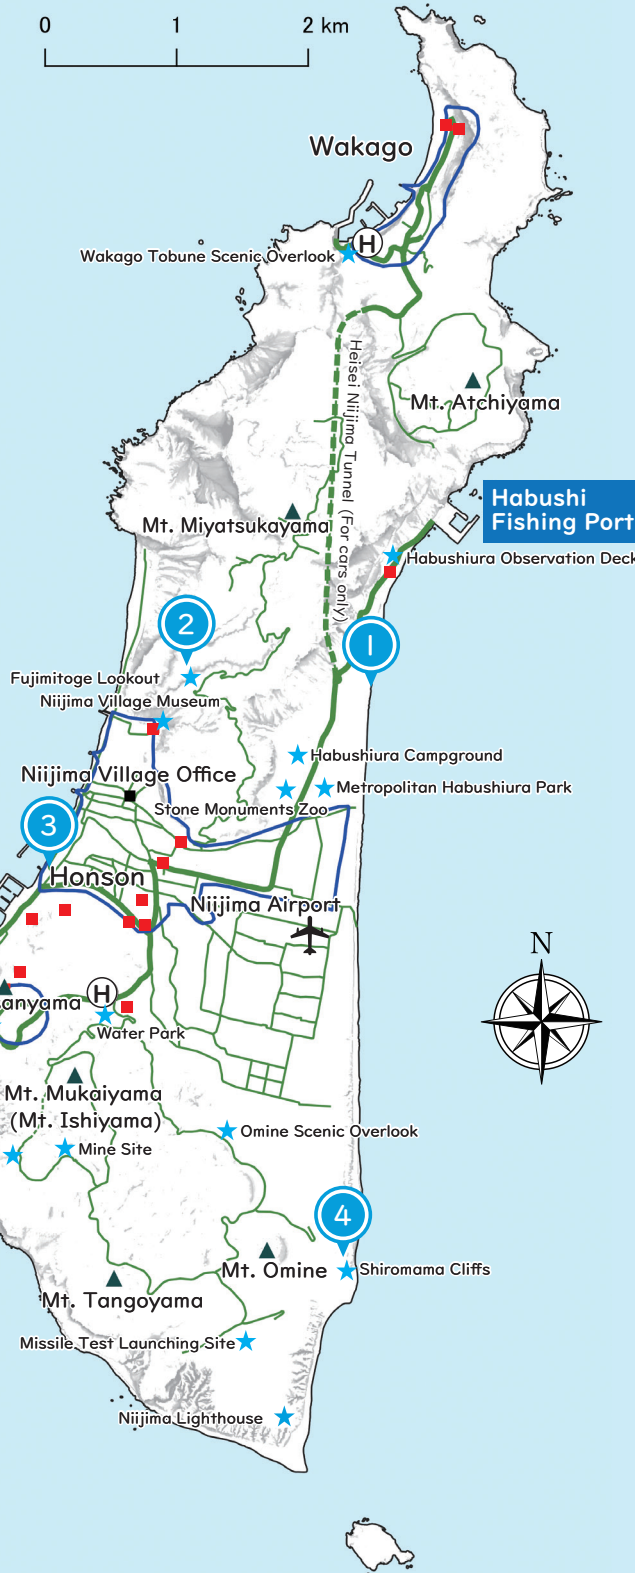 0 1 2 km
Wakago
H
Wakago Tobune Scenic Overlook
Heisei Niijima Tunnel (For cars only)
Mt. Atchiyama
Habushi
Fishing Port
Mt. Miyatsukayama
Habushiura Observation Deck
2
1
Fujimitoge Lookout
Niijima Village Museum
Habushiura Campground
Niijima Village Office
Metropolitan Habushiura Park
Stone Monuments Zoo
3
Honson
Niijima Airport
N
anyama
H
Water Park
Mt. Mukaiyama
(Mt. Ishiyama)
Omine Scenic Overlook
Mine Site
4
Mt. Omine
Shiromama Cliffs
Mt. Tangoyama
Missile Test Launching Site
Niijima Lighthouse